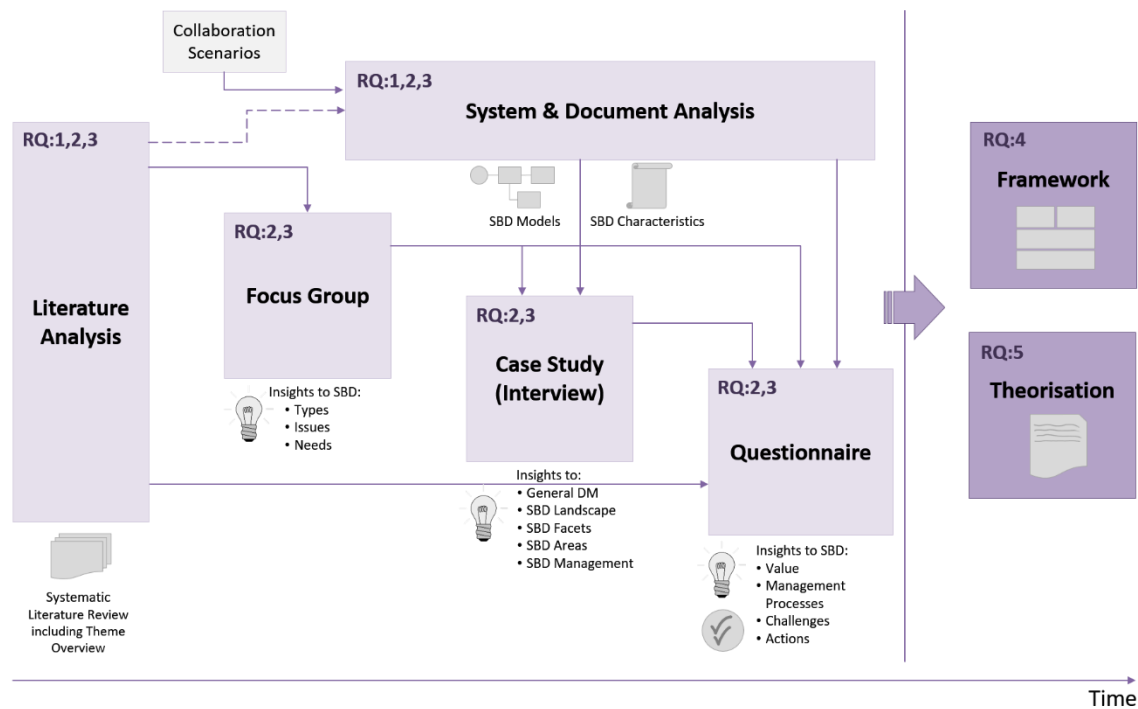 Collaboration
Scenarios
RQ:1,2,3
System & Document Analysis
RQ:1,2,3
Literature
Analysis
SBD Models
SBD Characteristics
RQ:2,3
Focus Group
Insights to SBD:
• Types
• Issues
• Needs
RQ:2,3
Case Study
(Interview)
Insights to:
• General DM
• SBD Landscape
• SBD Facets
• SBD Areas
• SBD Management
RQ:2,3
Questionnaire
Insights to SBD:
• Value
• Management
Processes
• Challenges
• Actions
Systematic
Literature Review
including Theme
Overview
RQ:4
Framework
RQ:5
Theorisation
Time